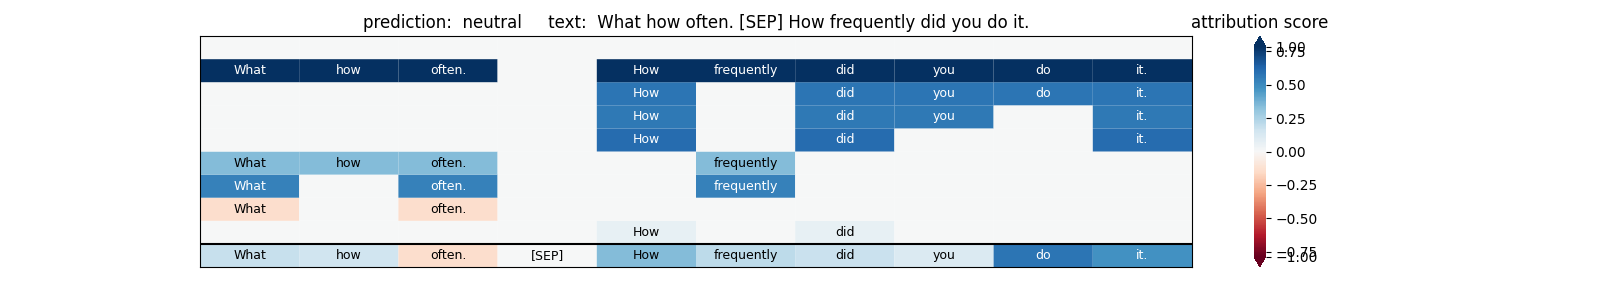 prediction:  neutral     text:  What how often. [SEP] How frequently did you do it.     attribution score
What how often. How frequently did you do it.
How did you do it.
How did you it.
How did it.
What how often. frequently
What often. frequently
What often.
How did
What how often. [SEP] How frequently did you do it.
1.00
0.75
0.50
0.25
0.00
−0.25
−0.50
−0.75
−1.00